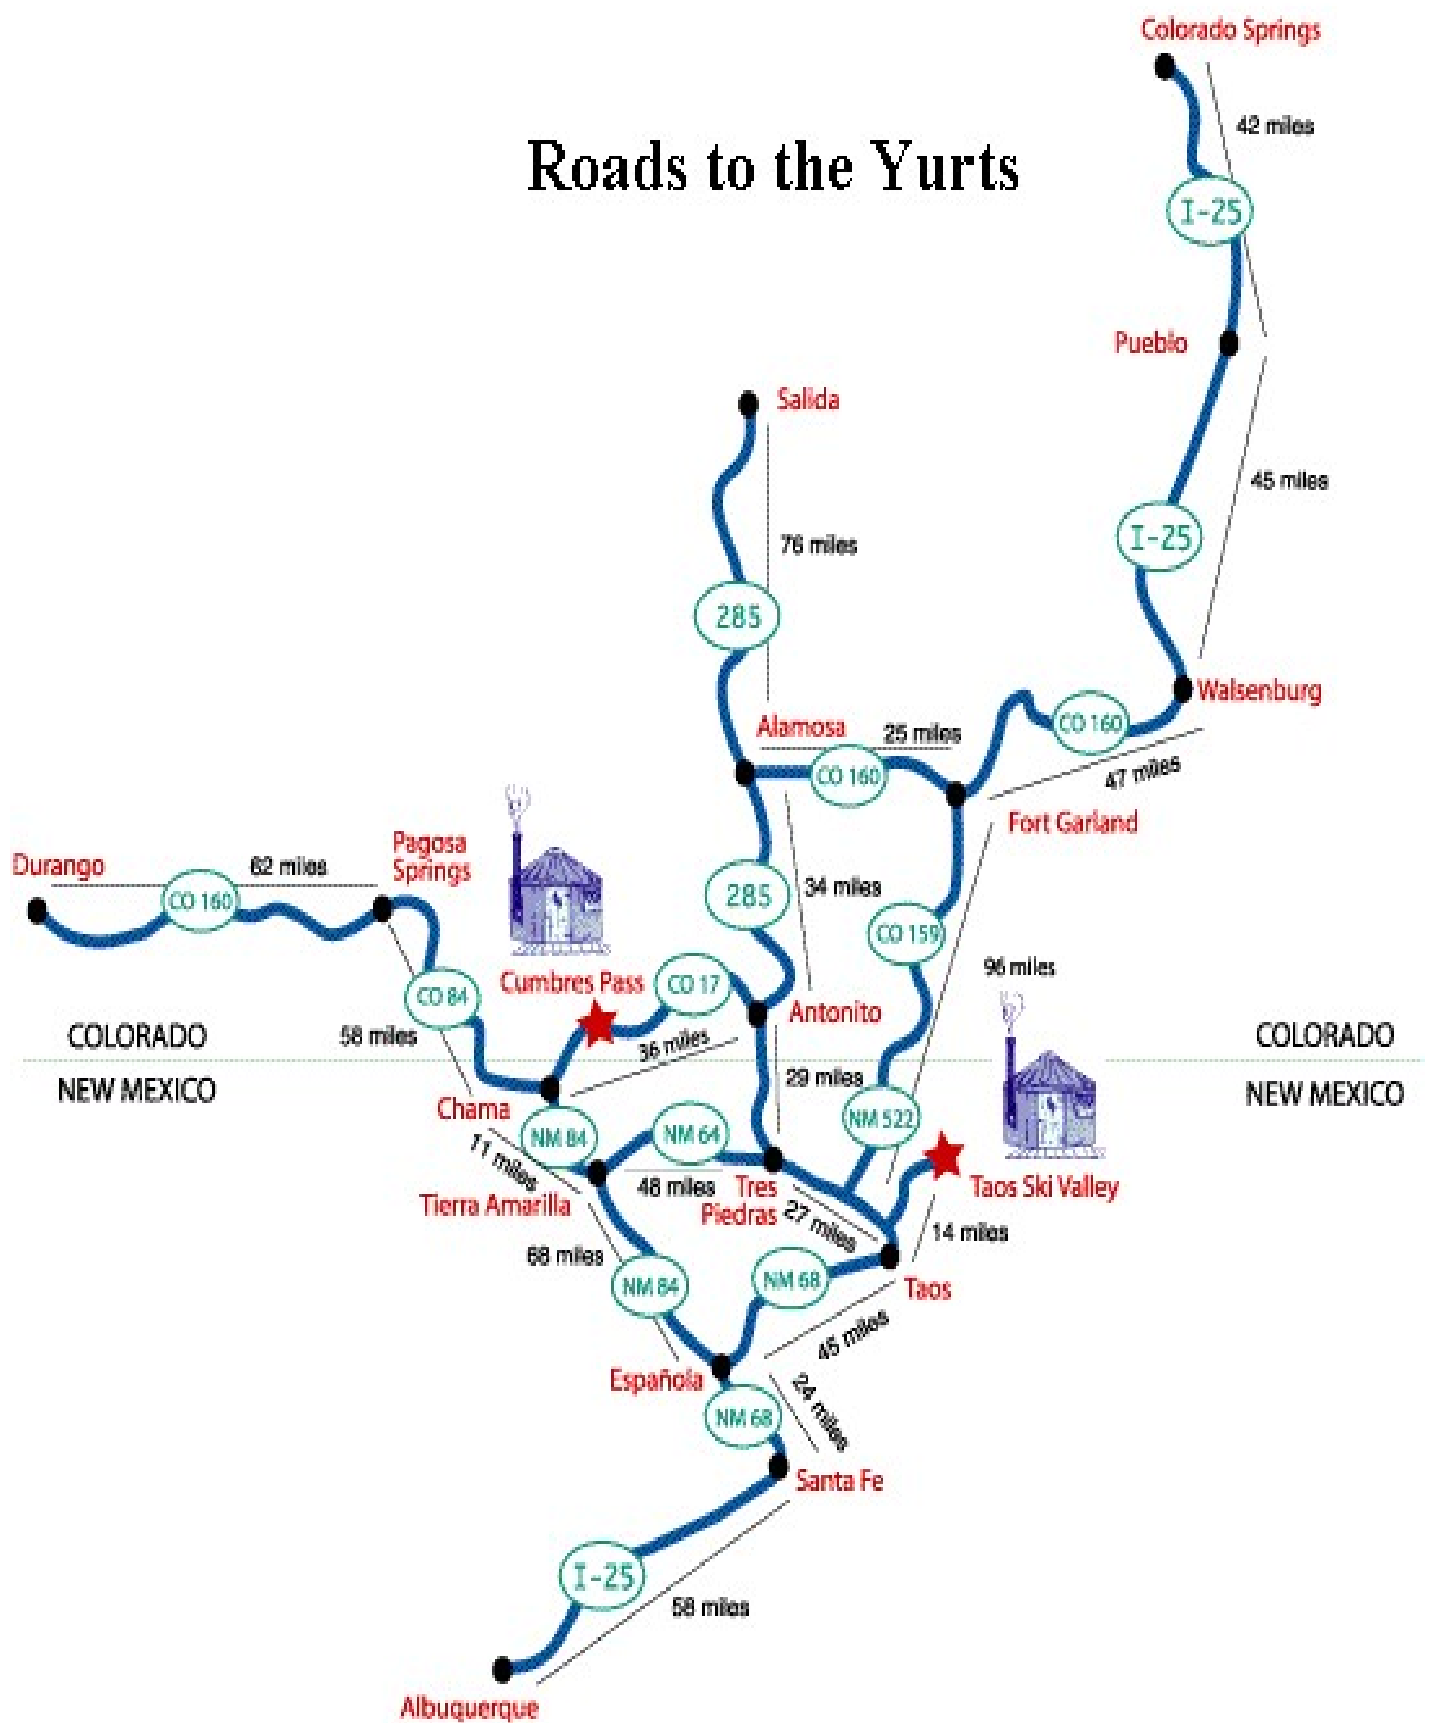 Colorado Springs
42 miles
Roads to the Yurts
I-25
Pueblo
Salida
45 miles
I-25
76 miles
285
Walsenburg
Alamosa
25 miles
CO 160
CO 160
47 miles
Fort Garland
Pagosa
Springs
Durango
62 miles
CO 160
34 miles
285
CO 159
96 miles
Cumbres Pass
CO 17
CO 84
Antonito
58 miles
36 miles
COLORADO
COLORADO
NEW MEXICO
NEW MEXICO
29 miles
Chama
NM 84
NM 64
NM 522
11 miles
48 miles
Tres
Piedras
Taos Ski Valley
Tierra Amarilla
27 miles
14 miles
68 miles
NM 84
NM 68
Taos
45 miles
Española
24 miles
NM 68
Santa Fe
I-25
58 miles
Albuquerque